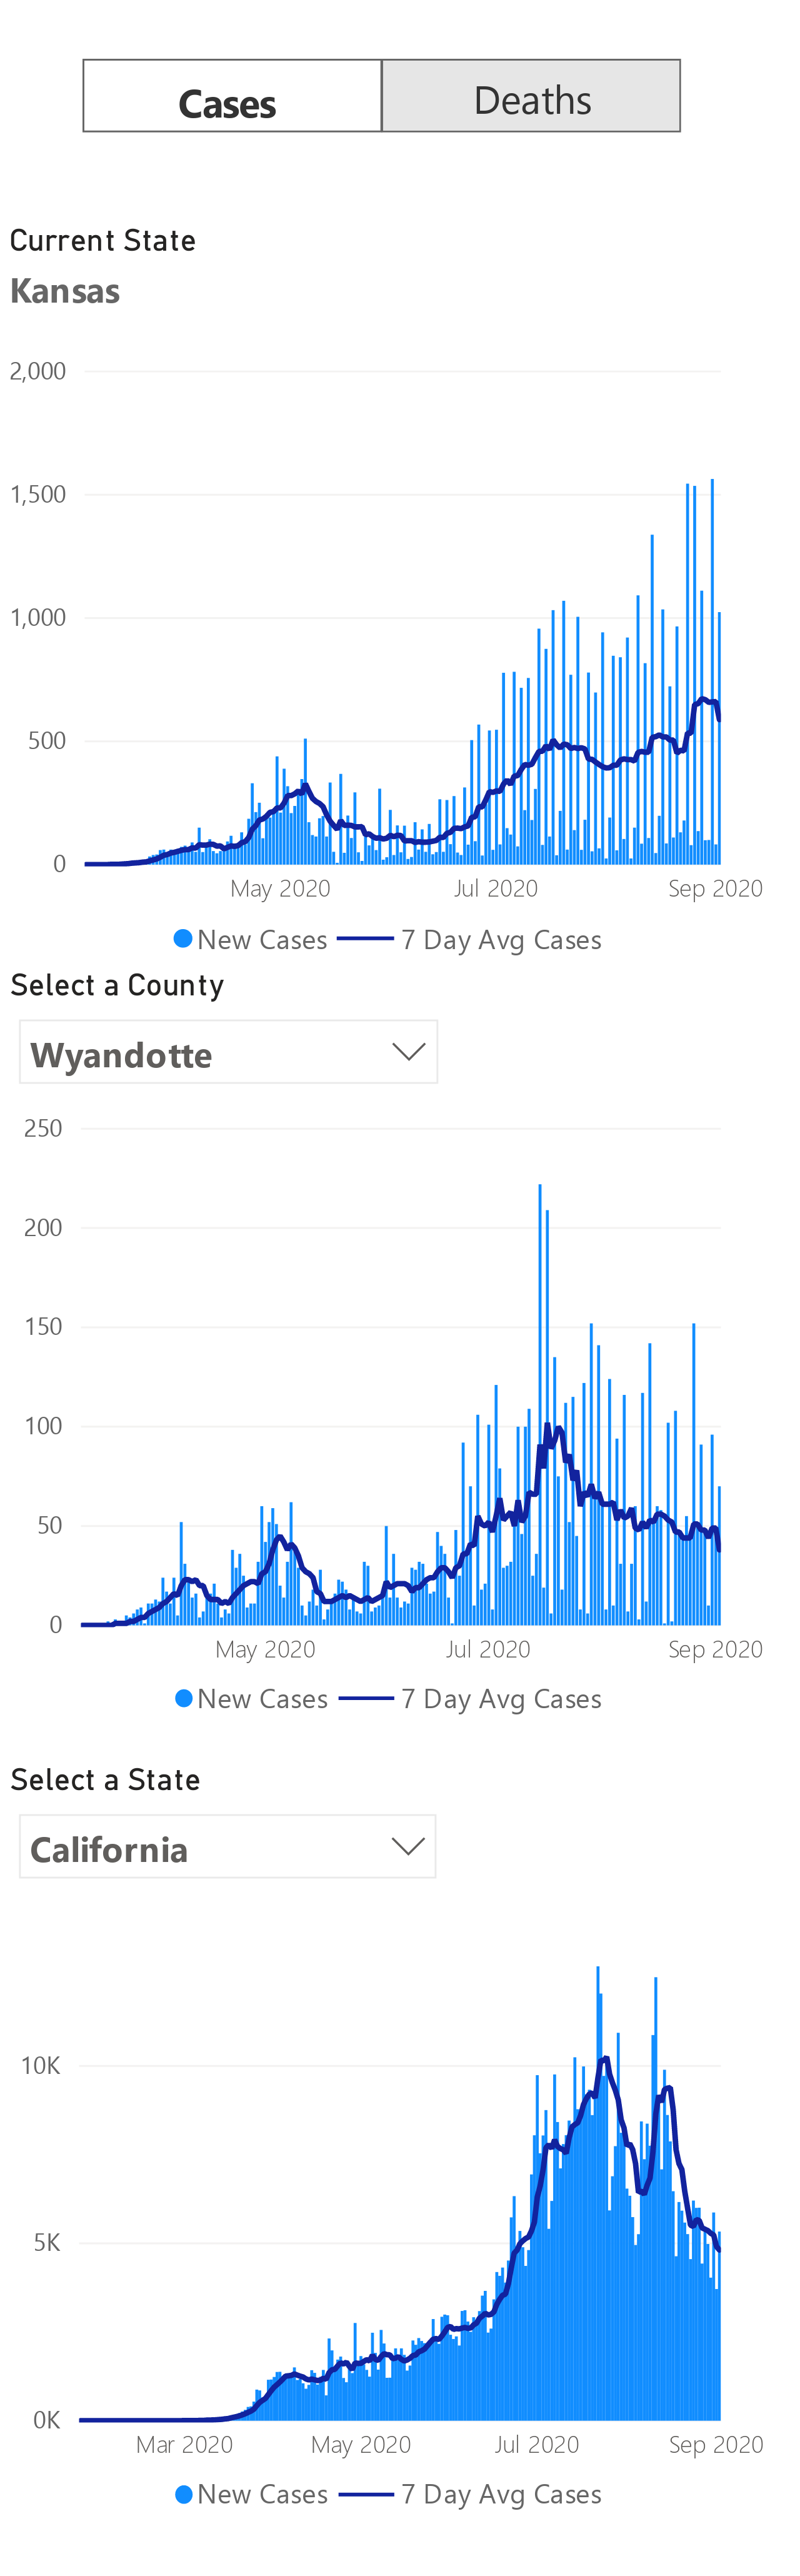 Cases Deaths
Current State
Kansas
2,000
1,500
1,000
500
0
May 2020 Jul 2020 Sep 2020
New Cases 7 Day Avg Cases
Select a County
Wyandotte
250
200
150
100
50
0
May 2020 Jul 2020 Sep 2020
New Cases 7 Day Avg Cases
Select a State
California
10K
5K
0K
Mar 2020 May 2020 Jul 2020 Sep 2020
New Cases 7 Day Avg Cases